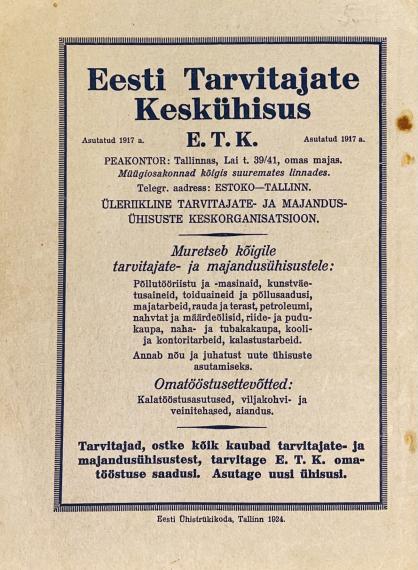 Eesti Tarvitajate
Keskühisus
Asutatud 1917 a. E. T. K. Asutatud 1917 a.
PEAKONTOR: Tallinnas, Lai t. 39/41, omas majas.
Müügiosakonnad kõigis suuremates linnades.
Telegr. aadress: ESTOKO—TALLINN.
ÜLERIIKLINE TARVITAJATE- JA MAJANDUS-
ÜHISUSTE KESKORGANISATSIOON.
Muretseb kõigile
tarvitajate- ja majandusühisustele:
Põllutööriistu ja -masinaid, kunstväe-
tusaineid, toiduaineid ja põllusaadusi,
majatarbeid, rauda ja terast, petroleumi,
nahvtat ja määrdeõlisid, riide- ja pudu-
kaupa, naha- ja tubakakaupa, kooli-
ja kontoritarbeid, kalastustarbeid.
Annab nõu ja juhatust uute ühisuste
asutamiseks.
Omatööstusettevõtted:
Kalatööstusasutused, viljakohvi- ja
veinitehased, aiandus.
Tarvitajad, ostke kõik kaubad tarvitajate- ja
majandusühisustest, tarvitage E. T. K. oma-
tööstuse saadusi. Asutage uusi ühisusi.
Eesti Ühistrükikoda, Tallinn 1924.